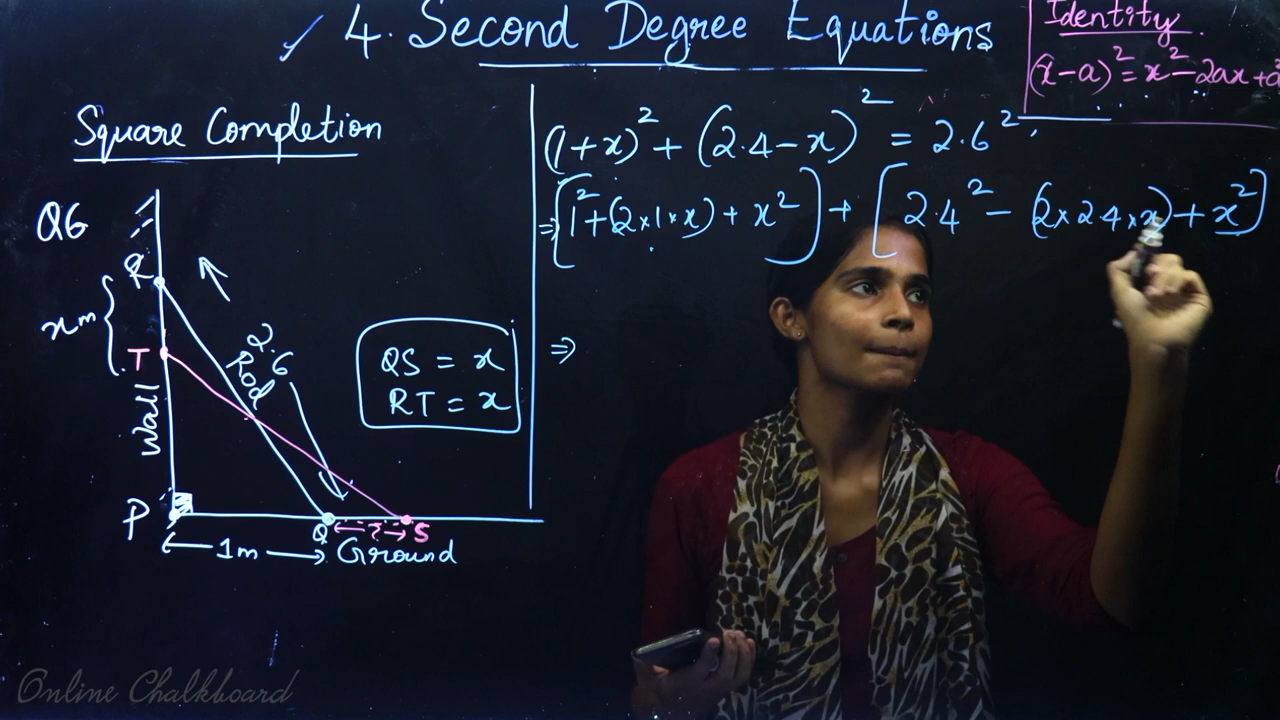 4. Second Degree Equations
Identity
(x-a)² = x² - 2ax + a²
Square Completion
(1+x)² + (2.4-x)² = 2.6²
⇒ [1² + (2×1×x) + x²] + [2.4² - (2×2.4×x) + x²]
⇒
Q6
R
x m
T
Wall
2.6
Rod
QS = x
RT = x
P
Q
?
S
1m
Ground
Online Chalkboard